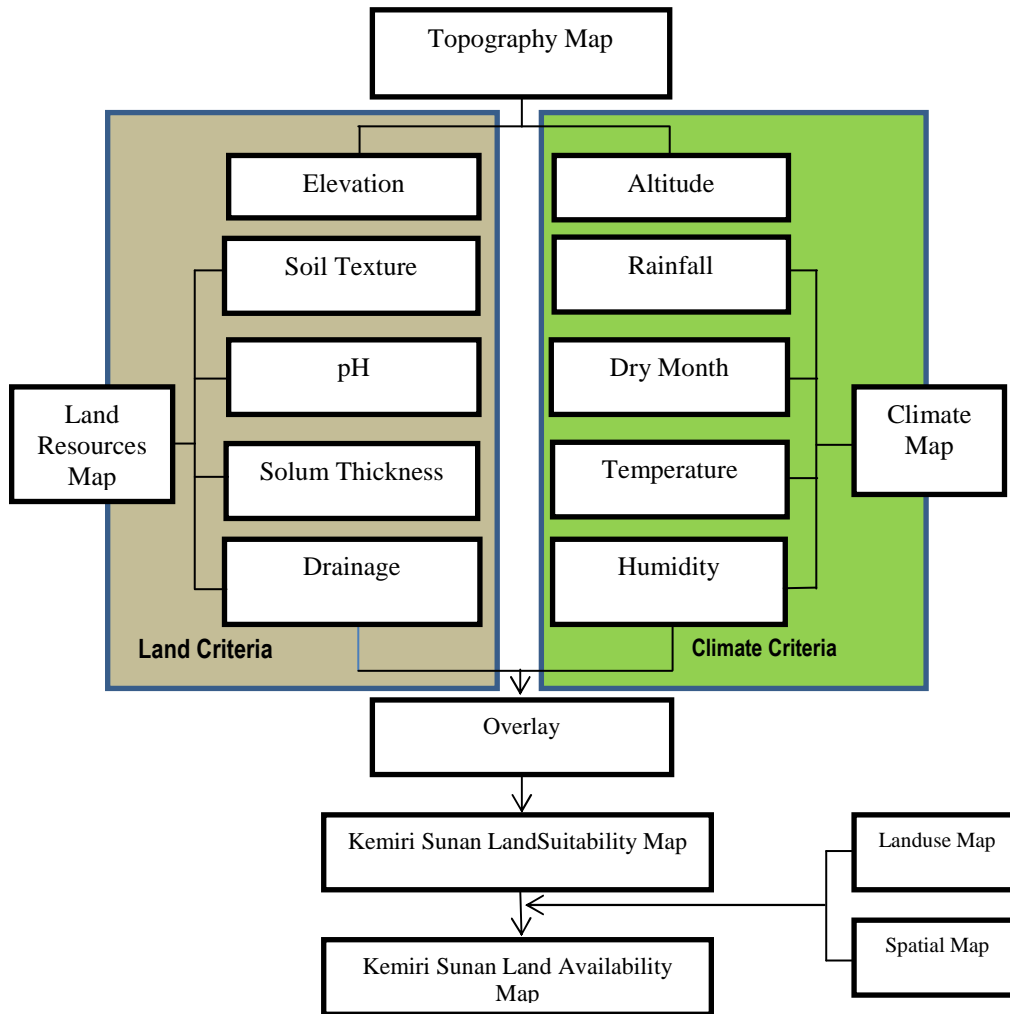 Topography Map
Elevation
Altitude
Soil Texture
Rainfall
pH
Dry Month
Land
Resources
Map
Climate
Map
Solum Thickness
Temperature
Drainage
Humidity
Land Criteria
Climate Criteria
Overlay
Kemiri Sunan LandSuitability Map
Landuse Map
Spatial Map
Kemiri Sunan Land Availability
Map